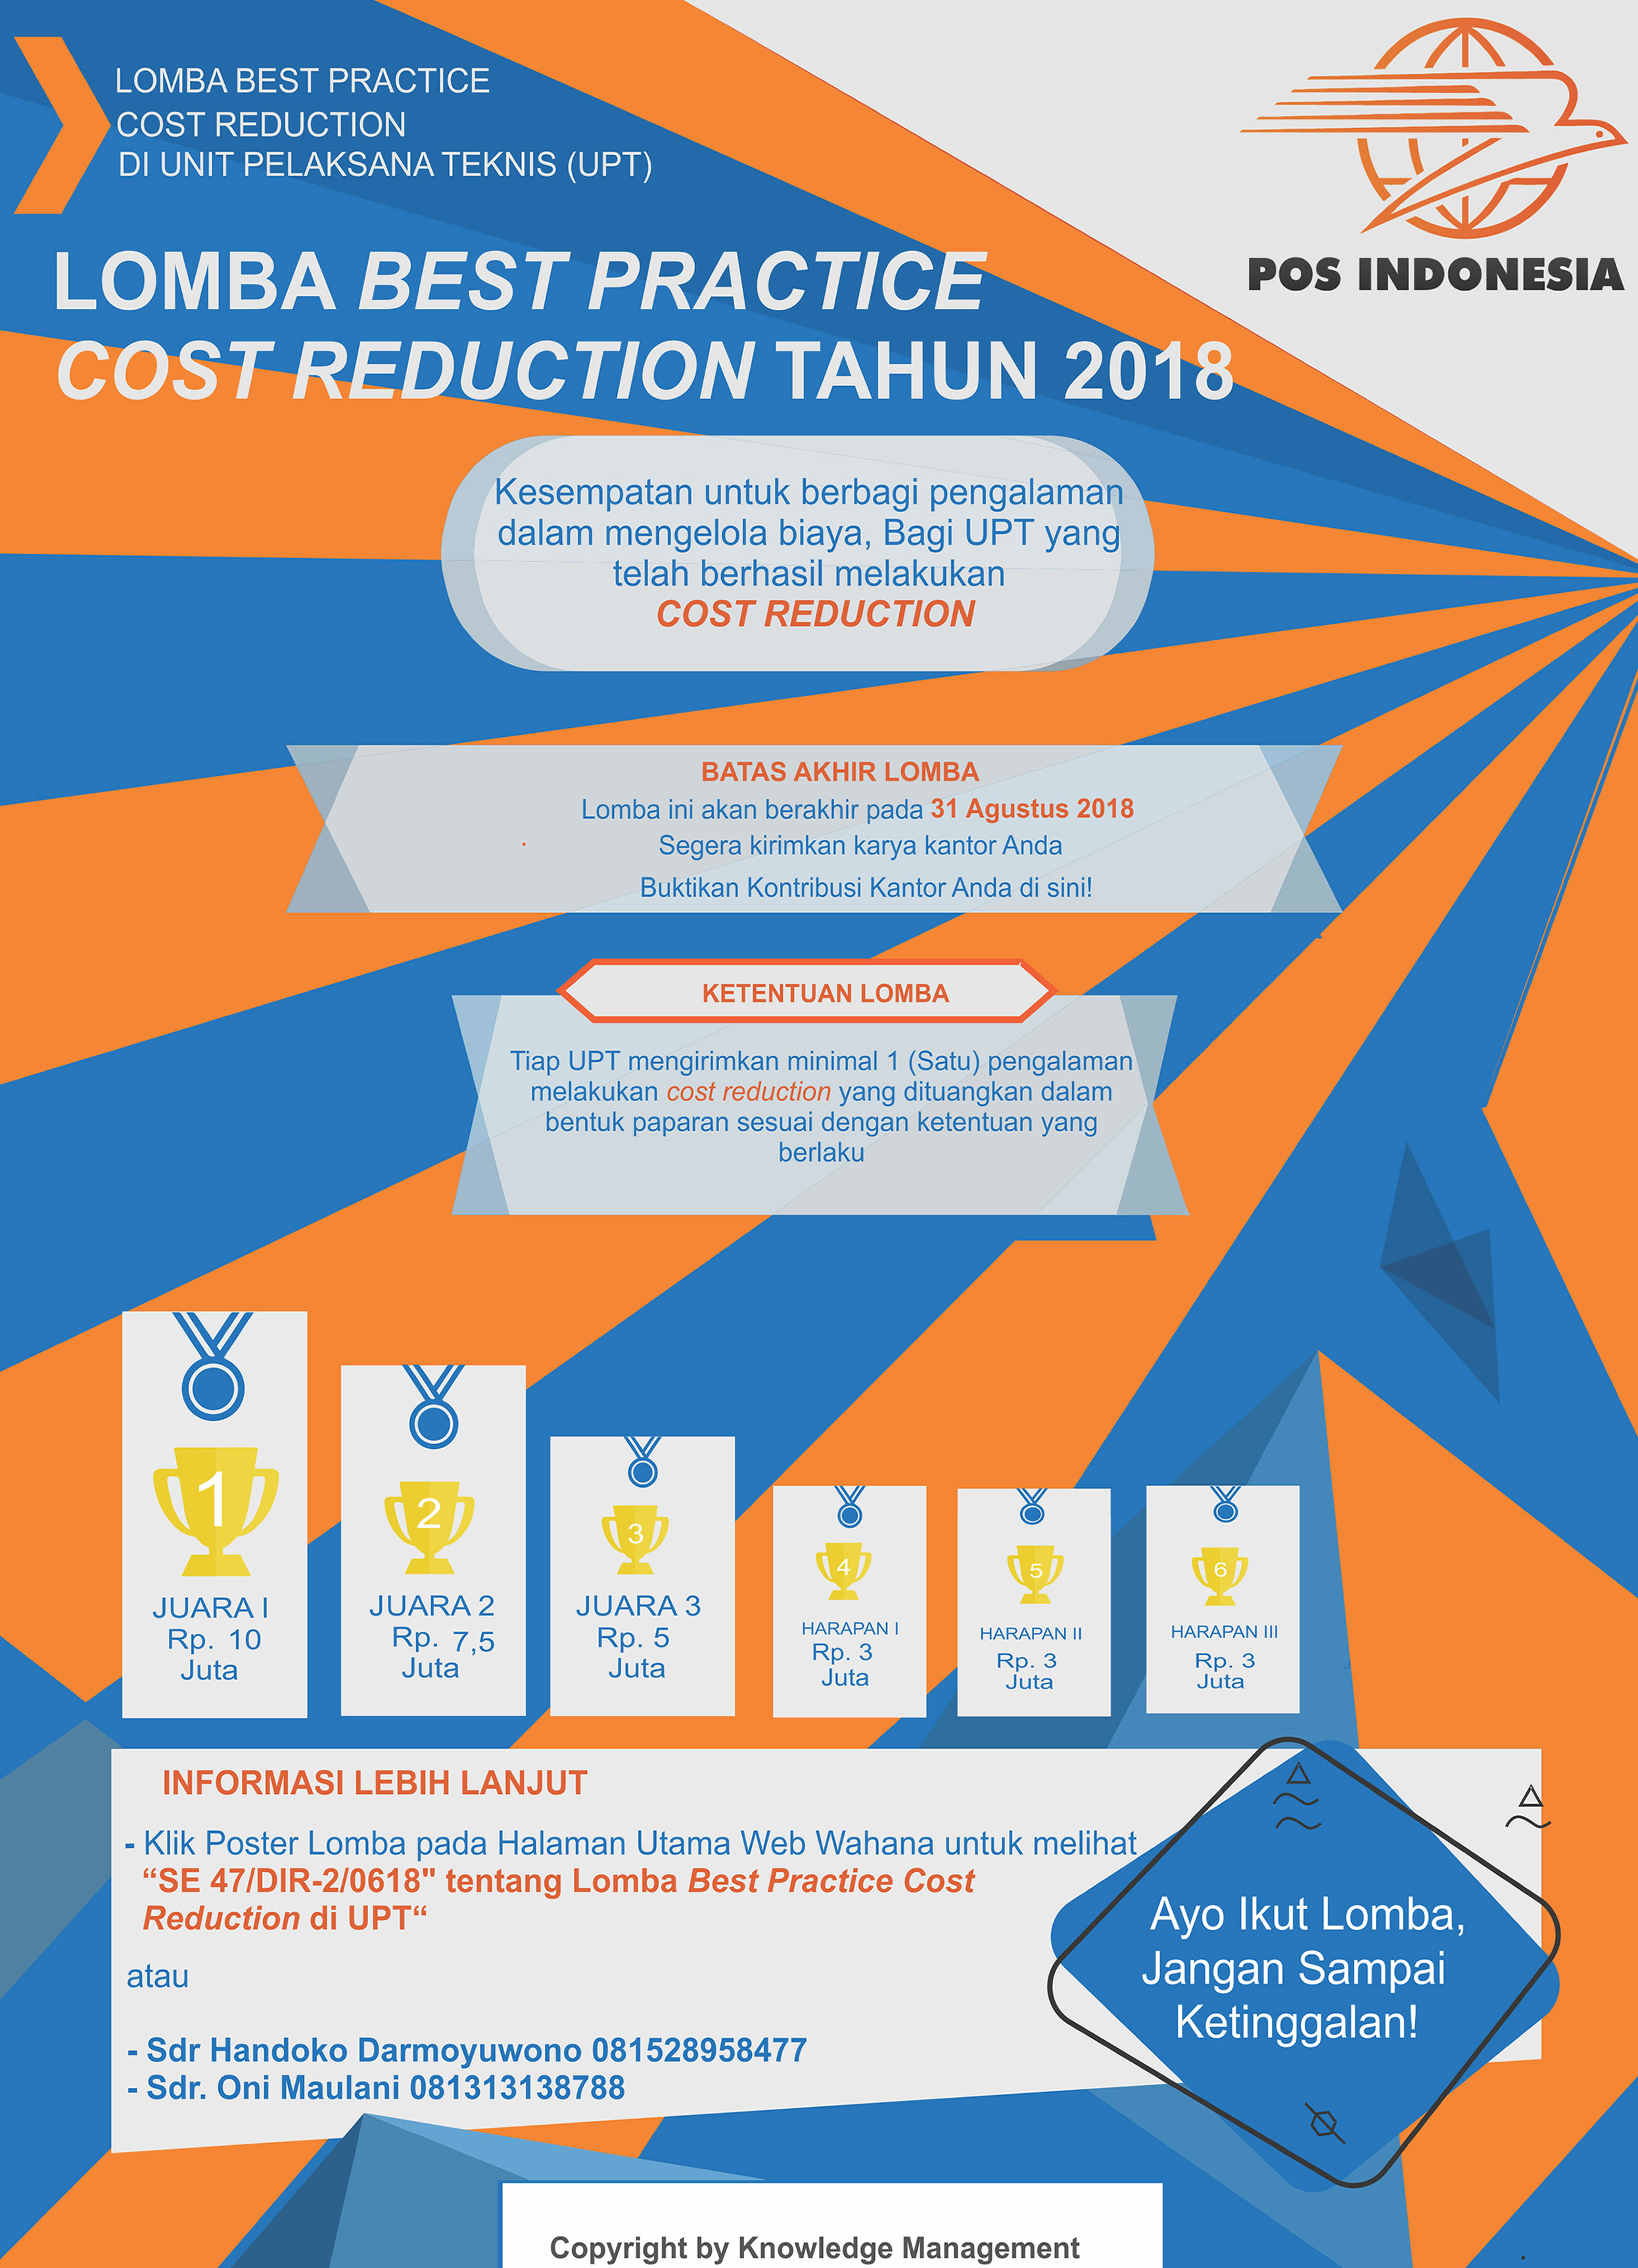 LOMBA BEST PRACTICE
COST REDUCTION
DI UNIT PELAKSANA TEKNIS (UPT)
POS INDONESIA
LOMBA BEST PRACTICE
COST REDUCTION TAHUN 2018
Kesempatan untuk berbagi pengalaman
dalam mengelola biaya, Bagi UPT yang
telah berhasil melakukan
COST REDUCTION
BATAS AKHIR LOMBA
Lomba ini akan berakhir pada 31 Agustus 2018
Segera kirimkan karya kantor Anda
Buktikan Kontribusi Kantor Anda di sini!
KETENTUAN LOMBA
Tiap UPT mengirimkan minimal 1 (Satu) pengalaman
melakukan cost reduction yang dituangkan dalam
bentuk paparan sesuai dengan ketentuan yang
berlaku
1
JUARA I
Rp. 10
Juta
2
JUARA 2
Rp. 7,5
Juta
3
JUARA 3
Rp. 5
Juta
4
HARAPAN I
Rp. 3
Juta
5
HARAPAN II
Rp. 3
Juta
6
HARAPAN III
Rp. 3
Juta
INFORMASI LEBIH LANJUT
- Klik Poster Lomba pada Halaman Utama Web Wahana untuk melihat
“SE 47/DIR-2/0618" tentang Lomba Best Practice Cost
Reduction di UPT“
atau
- Sdr Handoko Darmoyuwono 081528958477
- Sdr. Oni Maulani 081313138788
Ayo Ikut Lomba,
Jangan Sampai
Ketinggalan!
Copyright by Knowledge Management